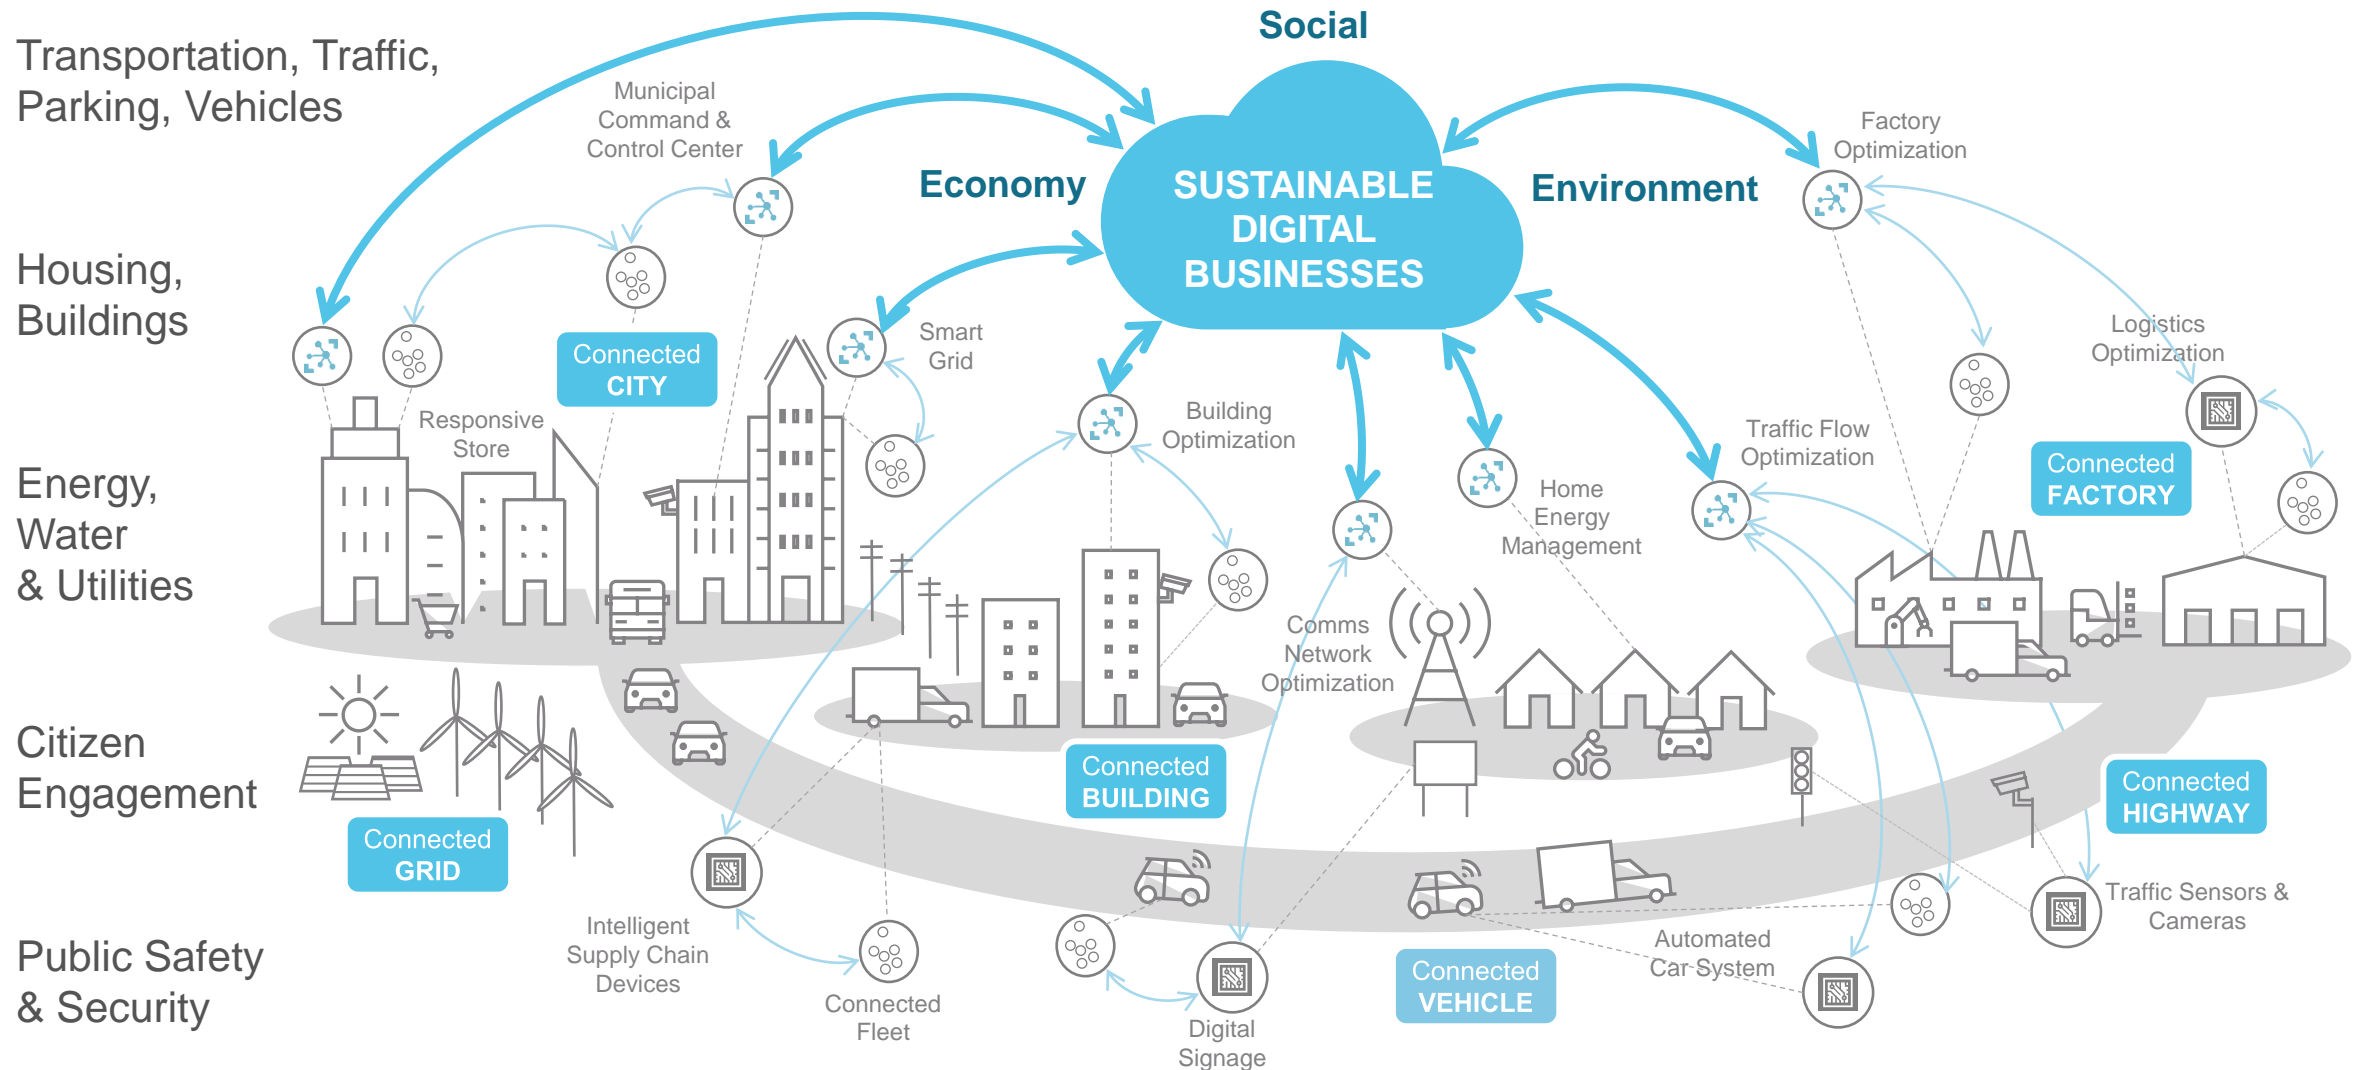 Social
Transportation, Traffic,
Parking, Vehicles
Municipal
Command &
Control Center
Factory
Optimization
Economy
SUSTAINABLE
DIGITAL
BUSINESSES
Environment
Housing,
Buildings
Connected
CITY
Smart
Grid
Logistics
Optimization
Responsive
Store
Building
Optimization
Traffic Flow
Optimization
Connected
FACTORY
Energy,
Water
& Utilities
Home
Energy
Management
Comms
Network
Optimization
Citizen
Engagement
Connected
GRID
Connected
BUILDING
Connected
HIGHWAY
Intelligent
Supply Chain
Devices
Connected
Fleet
Digital
Signage
Connected
VEHICLE
Automated
Car System
Traffic Sensors &
Cameras
Public Safety
& Security